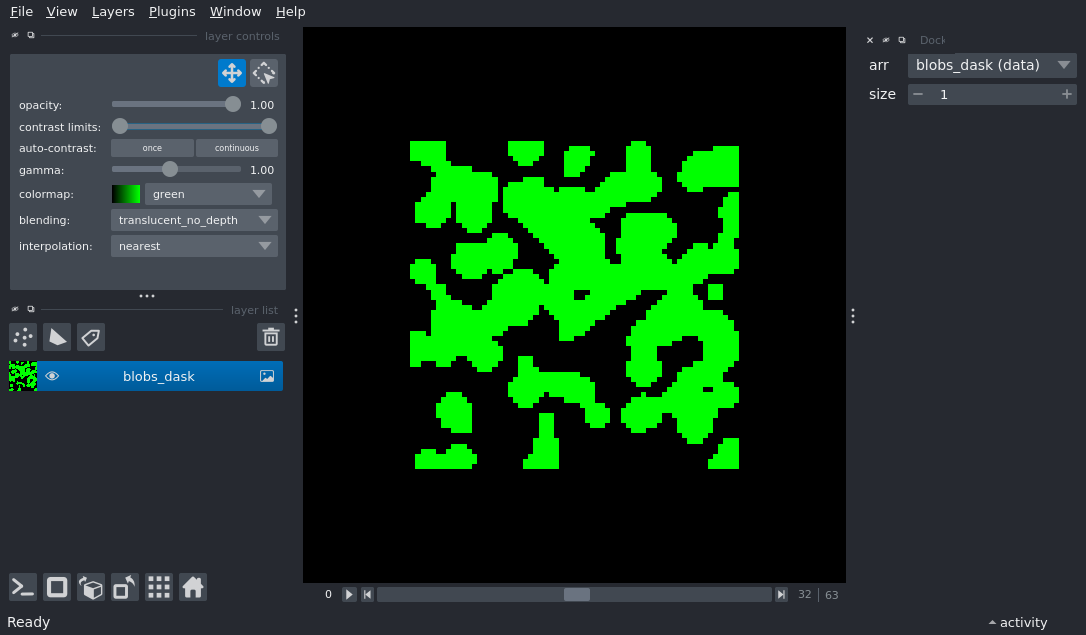 File View Layers Plugins Window Help
layer controls
opacity: 1.00
contrast limits:
auto-contrast: once continuous
gamma: 1.00
colormap: green
blending: translucent_no_depth
interpolation: nearest
layer list
blobs_dask
Ready
0 32 63
Dock
arr blobs_dask (data)
size 1
activity